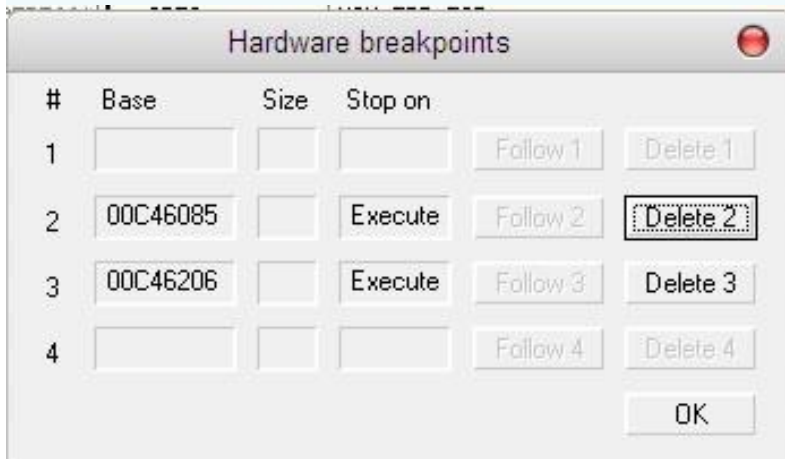 Hardware breakpoints
# Base Size Stop on
1 Follow 1 Delete 1
2 00C46085 Execute Follow 2 Delete 2
3 00C46206 Execute Follow 3 Delete 3
4 Follow 4 Delete 4
OK